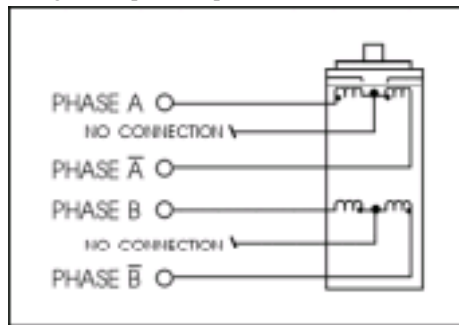 PHASE A
NO CONNECTION
PHASE A̅
PHASE B
NO CONNECTION
PHASE B̅